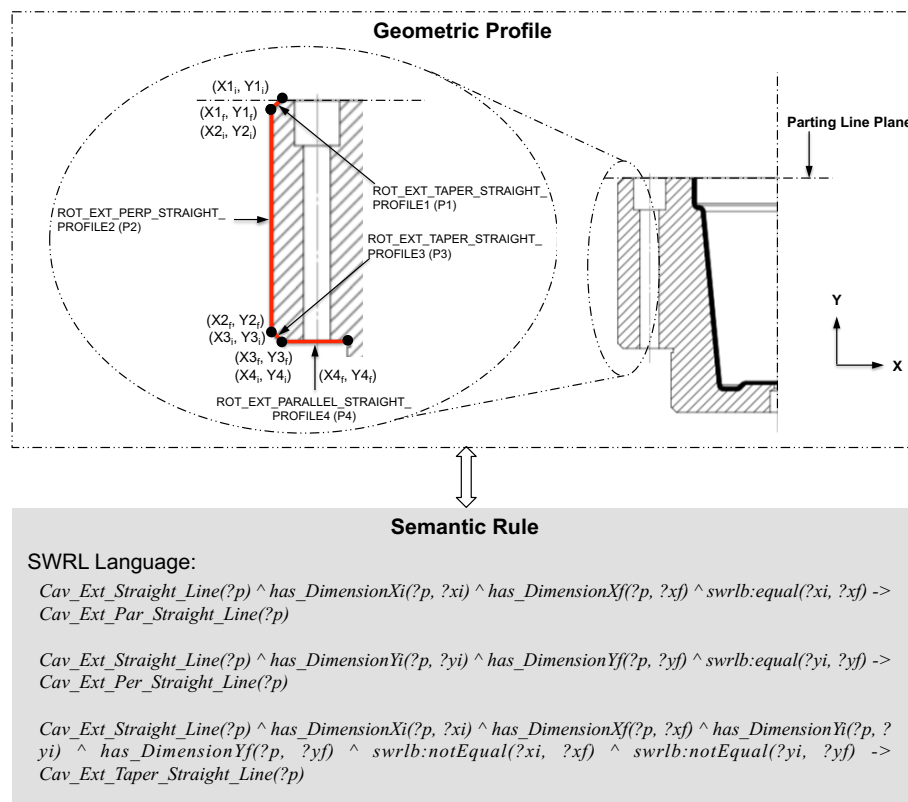 Geometric Profile
(X1i, Y1i)
(X1f, Y1f)
(X2i, Y2i)
Parting Line Plane
ROT_EXT_TAPER_STRAIGHT_
PROFILE1 (P1)
ROT_EXT_PERP_STRAIGHT_
PROFILE2 (P2)
ROT_EXT_TAPER_STRAIGHT_
PROFILE3 (P3)
(X2f, Y2f)
(X3i, Y3i)
(X3f, Y3f)
(X4i, Y4i)
(X4f, Y4f)
ROT_EXT_PARALLEL_STRAIGHT_
PROFILE4 (P4)
Y
X
Semantic Rule
SWRL Language:
Cav_Ext_Straight_Line(?p) ^ has_DimensionXi(?p, ?xi) ^ has_DimensionXf(?p, ?xf) ^ swrlb:equal(?xi, ?xf) ->
Cav_Ext_Par_Straight_Line(?p)
Cav_Ext_Straight_Line(?p) ^ has_DimensionYi(?p, ?yi) ^ has_DimensionYf(?p, ?yf) ^ swrlb:equal(?yi, ?yf) ->
Cav_Ext_Per_Straight_Line(?p)
Cav_Ext_Straight_Line(?p) ^ has_DimensionXi(?p, ?xi) ^ has_DimensionXf(?p, ?xf) ^ has_DimensionYi(?p, ?
yi) ^ has_DimensionYf(?p, ?yf) ^ swrlb:notEqual(?xi, ?xf) ^ swrlb:notEqual(?yi, ?yf) ->
Cav_Ext_Taper_Straight_Line(?p)